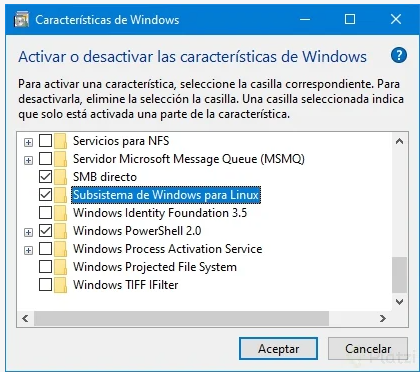 Características de Windows
Activar o desactivar las características de Windows
Para activar una característica, seleccione la casilla correspondiente. Para
desactivarla, elimine la selección la casilla. Una casilla seleccionada indica
que solo está activada una parte de la característica.
Servicios para NFS
Servidor Microsoft Message Queue (MSMQ)
SMB directo
Subsistema de Windows para Linux
Windows Identity Foundation 3.5
Windows PowerShell 2.0
Windows Process Activation Service
Windows Projected File System
Windows TIFF IFilter
Aceptar
Cancelar
Platzi